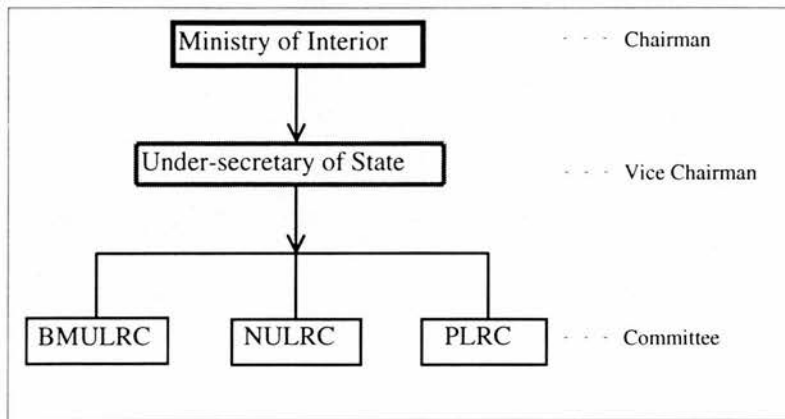 Ministry of Interior - - - Chairman
Under-secretary of State - - - Vice Chairman
BMULRC NULRC PLRC - - - Committee